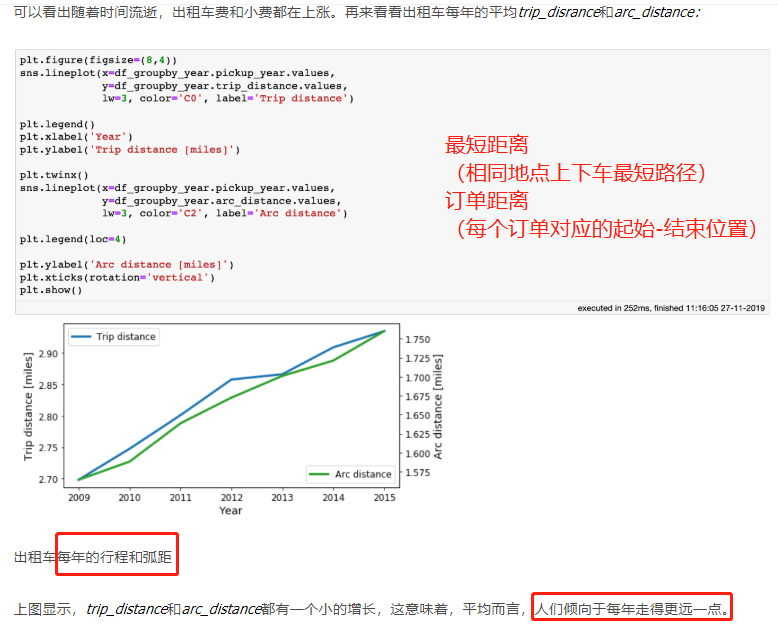 可以看出随着时间流逝，出租车费和小费都在上涨。再来看看出租车每年的平均trip_disrance和arc_distance：
plt.figure(figsize=(8,4))
sns.lineplot(x=df_groupby_year.pickup_year.values,
y=df_groupby_year.trip_distance.values,
lw=3, color='C0', label='Trip distance')
plt.legend()
plt.xlabel('Year')
plt.ylabel('Trip distance [miles]')
plt.twinx()
sns.lineplot(x=df_groupby_year.pickup_year.values,
y=df_groupby_year.arc_distance.values,
lw=3, color='C2', label='Arc distance')
plt.legend(loc=4)
plt.ylabel('Arc distance [miles]')
plt.xticks(rotation='vertical')
plt.show()
最短距离
（相同地点上下车最短路径）
订单距离
（每个订单对应的起始-结束位置）
executed in 252ms, finished 11:16:05 27-11-2019
Trip distance
Trip distance [miles]
2.90
2.85
2.80
2.75
2.70
1.750
1.725
1.700
1.675
1.650
1.625
1.600
1.575
Arc distance [miles]
Arc distance
2009 2010 2011 2012 2013 2014 2015
Year
出租车每年的行程和弧距
上图显示，trip_distance和arc_distance都有一个小的增长，这意味着，平均而言，人们倾向于每年走得更远一点。